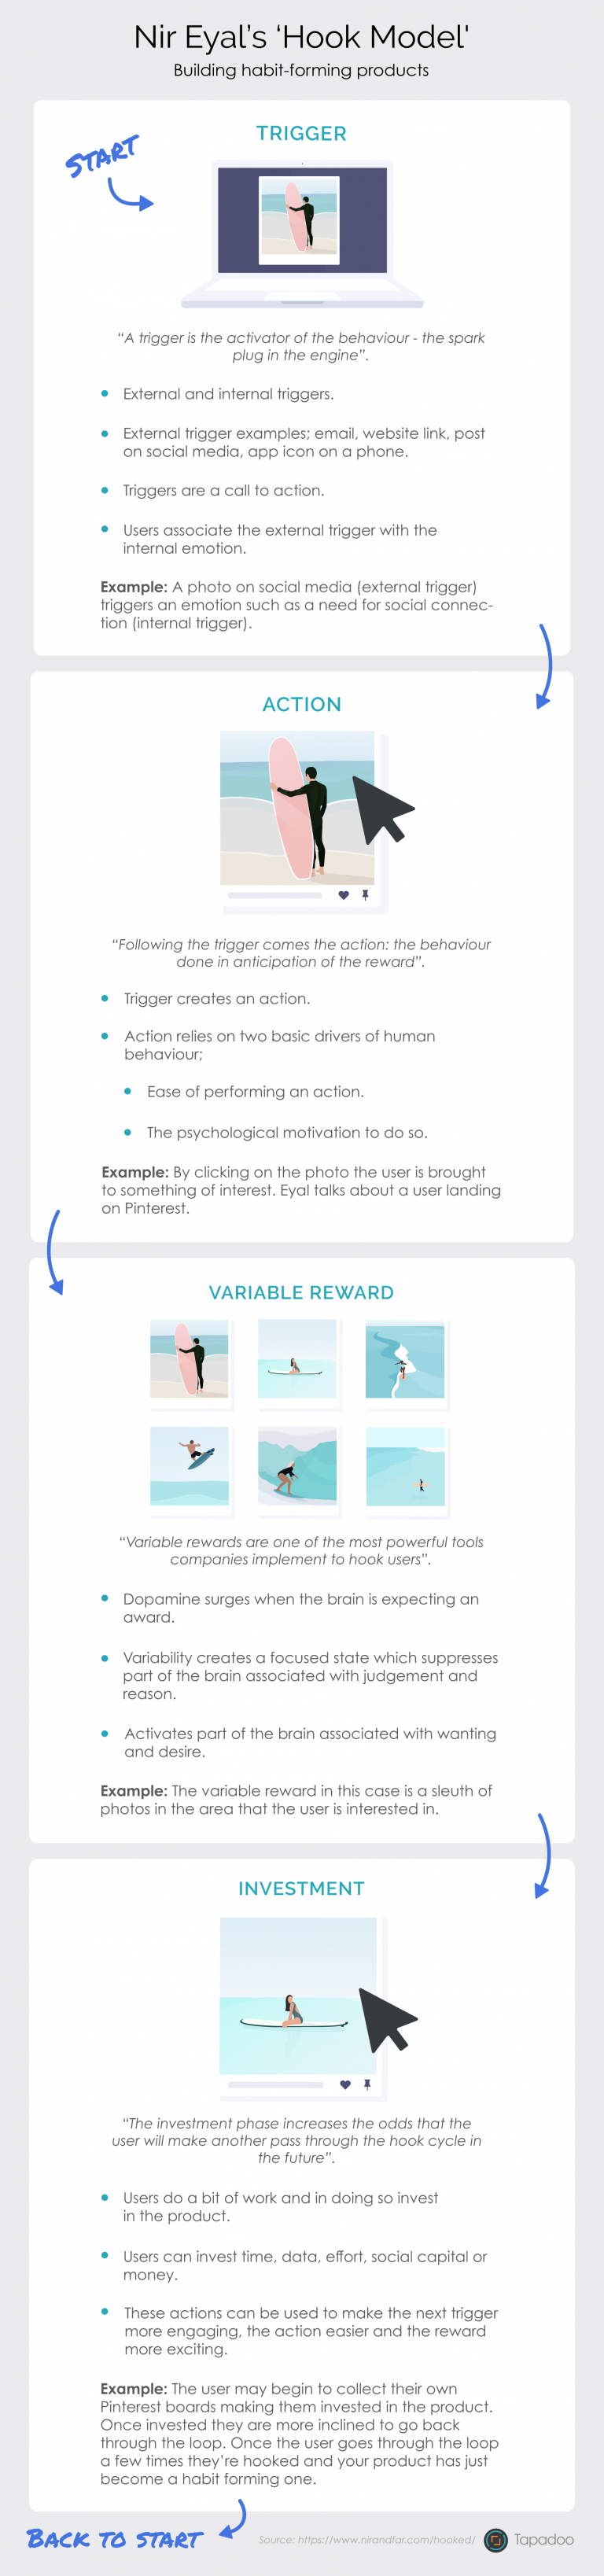 Nir Eyal's ‘Hook Model'
Building habit-forming products
START
TRIGGER
“A trigger is the activator of the behaviour - the spark
plug in the engine”.
External and internal triggers.
External trigger examples; email, website link, post
on social media, app icon on a phone.
Triggers are a call to action.
Users associate the external trigger with the
internal emotion.
Example: A photo on social media (external trigger)
triggers an emotion such as a need for social connec-
tion (internal trigger).
ACTION
“Following the trigger comes the action: the behaviour
done in anticipation of the reward”.
Trigger creates an action.
Action relies on two basic drivers of human
behaviour;
Ease of performing an action.
The psychological motivation to do so.
Example: By clicking on the photo the user is brought
to something of interest. Eyal talks about a user landing
on Pinterest.
VARIABLE REWARD
“Variable rewards are one of the most powerful tools
companies implement to hook users”.
Dopamine surges when the brain is expecting an
award.
Variability creates a focused state which suppresses
part of the brain associated with judgement and
reason.
Activates part of the brain associated with wanting
and desire.
Example: The variable reward in this case is a sleuth of
photos in the area that the user is interested in.
INVESTMENT
“The investment phase increases the odds that the
user will make another pass through the hook cycle in
the future”.
Users do a bit of work and in doing so invest
in the product.
Users can invest time, data, effort, social capital or
money.
These actions can be used to make the next trigger
more engaging, the action easier and the reward
more exciting.
Example: The user may begin to collect their own
Pinterest boards making them invested in the product.
Once invested they are more inclined to go back
through the loop. Once the user goes through the loop
a few times they're hooked and your product has just
become a habit forming one.
BACK TO START
Source: https://www.nirandfar.com/hooked/
Tapadoo